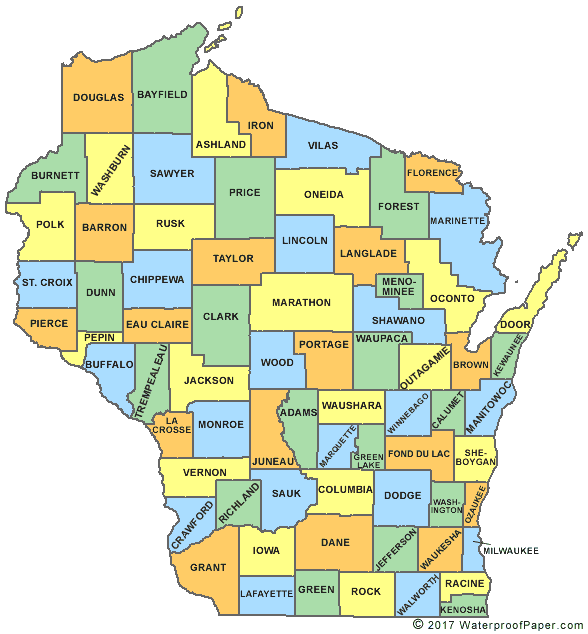 BAYFIELD
DOUGLAS
IRON
ASHLAND
VILAS
WASHBURN
SAWYER
FLORENCE
BURNETT
PRICE
ONEIDA
FOREST
MARINETTE
POLK
BARRON
RUSK
LINCOLN
LANGLADE
TAYLOR
ST. CROIX
CHIPPEWA
DUNN
MENO-
MINEE
OCONTO
MARATHON
CLARK
SHAWANO
PIERCE
EAU CLAIRE
DOOR
PEPIN
PORTAGE
WAUPACA
KEWAUNEE
BUFFALO
WOOD
OUTAGAMIE
BROWN
TREMPEALEAU
JACKSON
ADAMS
WAUSHARA
WINNEBAGO
CALUMET
MANITOWOC
LA
CROSSE
MONROE
MARQUETTE
GREEN
LAKE
FOND DU LAC
SHE-
BOYGAN
JUNEAU
VERNON
RICHLAND
SAUK
COLUMBIA
DODGE
WASH-
INGTON
OZAUKEE
CRAWFORD
IOWA
DANE
JEFFERSON
WAUKESHA
MILWAUKEE
GRANT
LAFAYETTE
GREEN
ROCK
WALWORTH
RACINE
KENOSHA
© 2017 WaterproofPaper.com